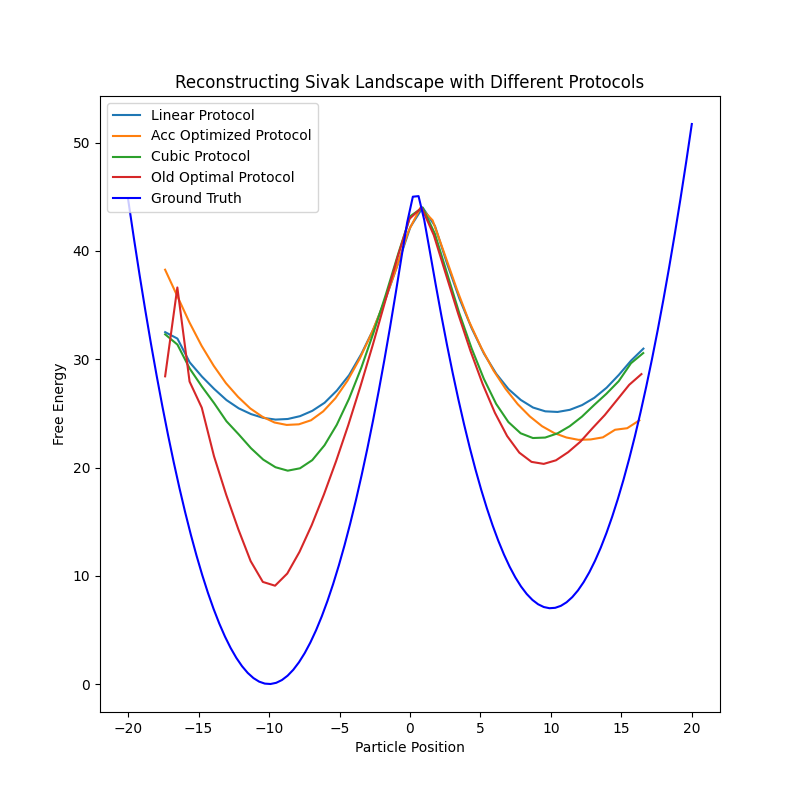 Reconstructing Sivak Landscape with Different Protocols
Linear Protocol
Acc Optimized Protocol
Cubic Protocol
Old Optimal Protocol
Ground Truth
50
40
30
20
10
0
Free Energy
−20
−15
−10
−5
0
5
10
15
20
Particle Position